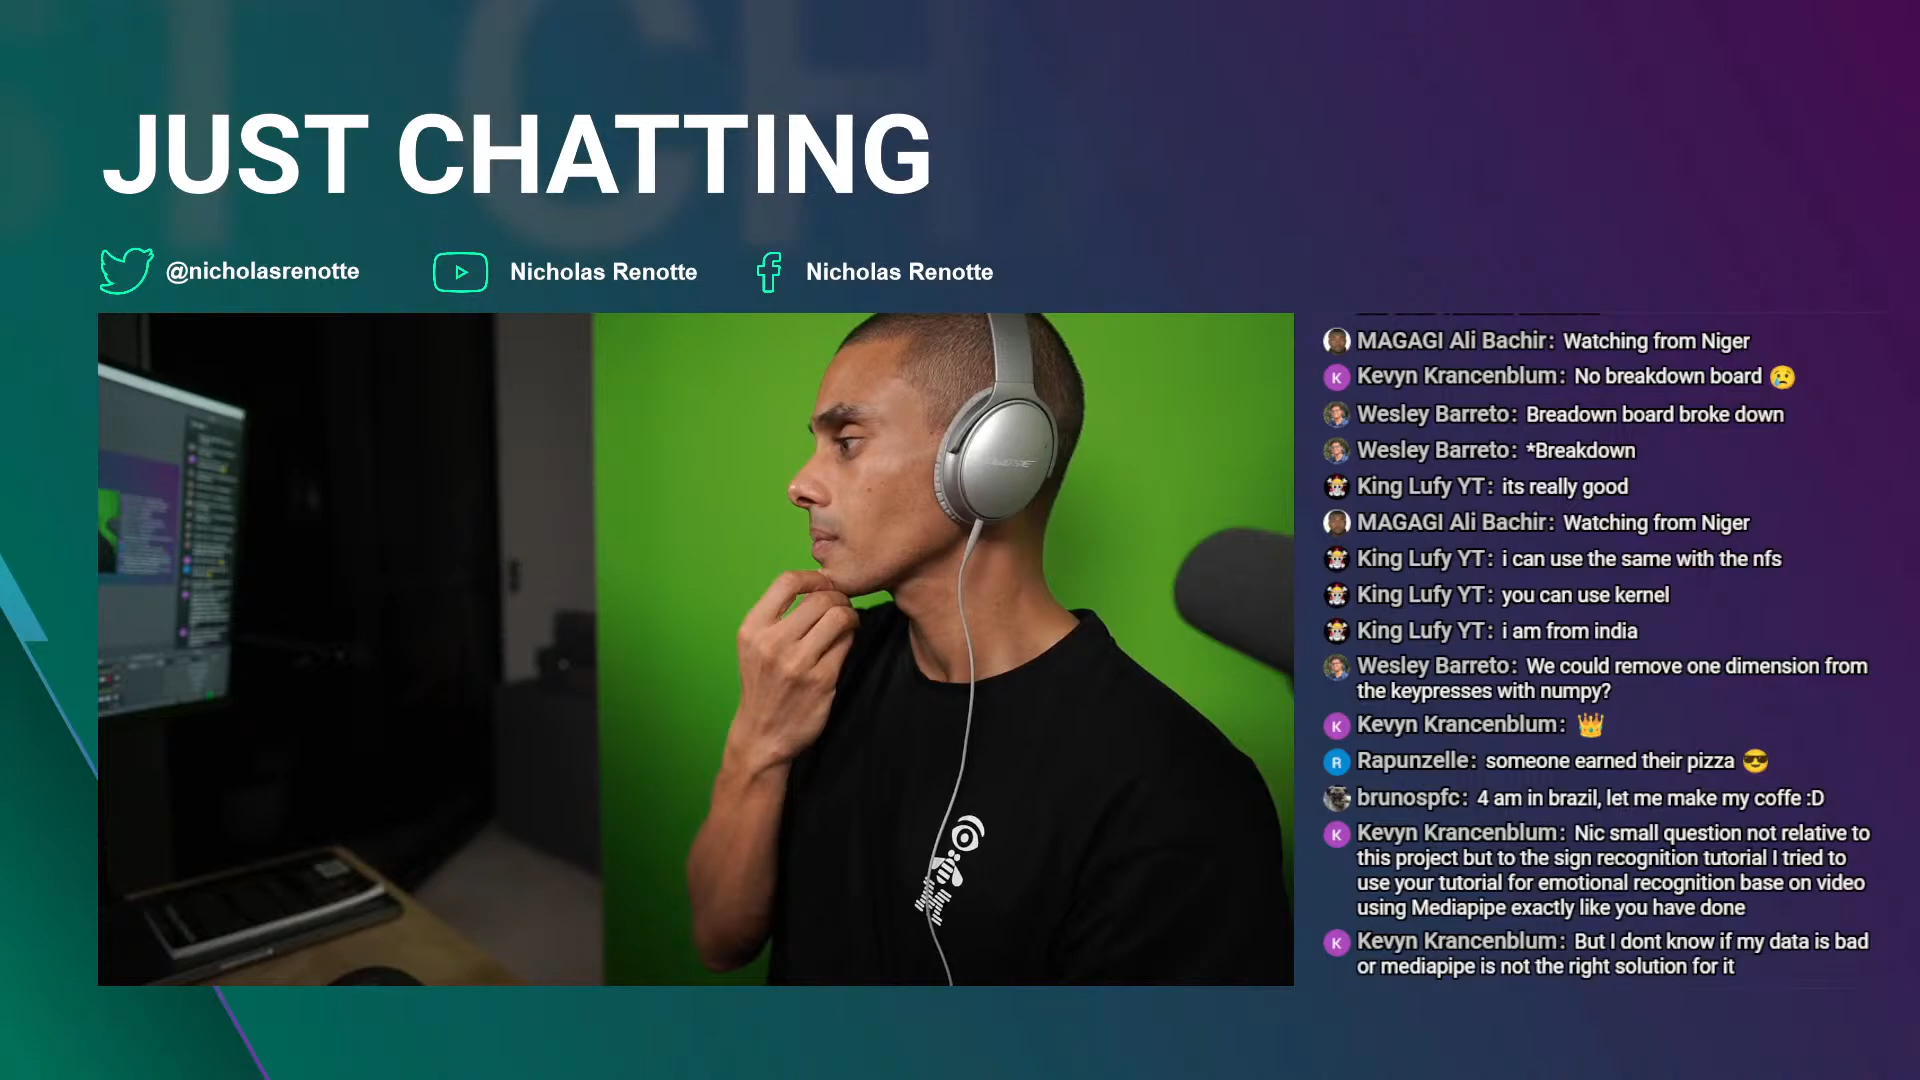 JUST CHATTING
@nicholasrenotte
Nicholas Renotte
Nicholas Renotte
MAGAGI Ali Bachir: Watching from Niger
Kevyn Krancenblum: No breakdown board 😢
Wesley Barreto: Breadown board broke down
Wesley Barreto: *Breakdown
King Lufy YT: its really good
MAGAGI Ali Bachir: Watching from Niger
King Lufy YT: i can use the same with the nfs
King Lufy YT: you can use kernel
King Lufy YT: i am from india
Wesley Barreto: We could remove one dimension from
the keypresses with numpy?
Kevyn Krancenblum: 👑
Rapunzelle: someone earned their pizza 😎
brunospfc: 4 am in brazil, let me make my coffe :D
Kevyn Krancenblum: Nic small question not relative to
this project but to the sign recognition tutorial I tried to
use your tutorial for emotional recognition base on video
using Mediapipe exactly like you have done
Kevyn Krancenblum: But I dont know if my data is bad
or mediapipe is not the right solution for it